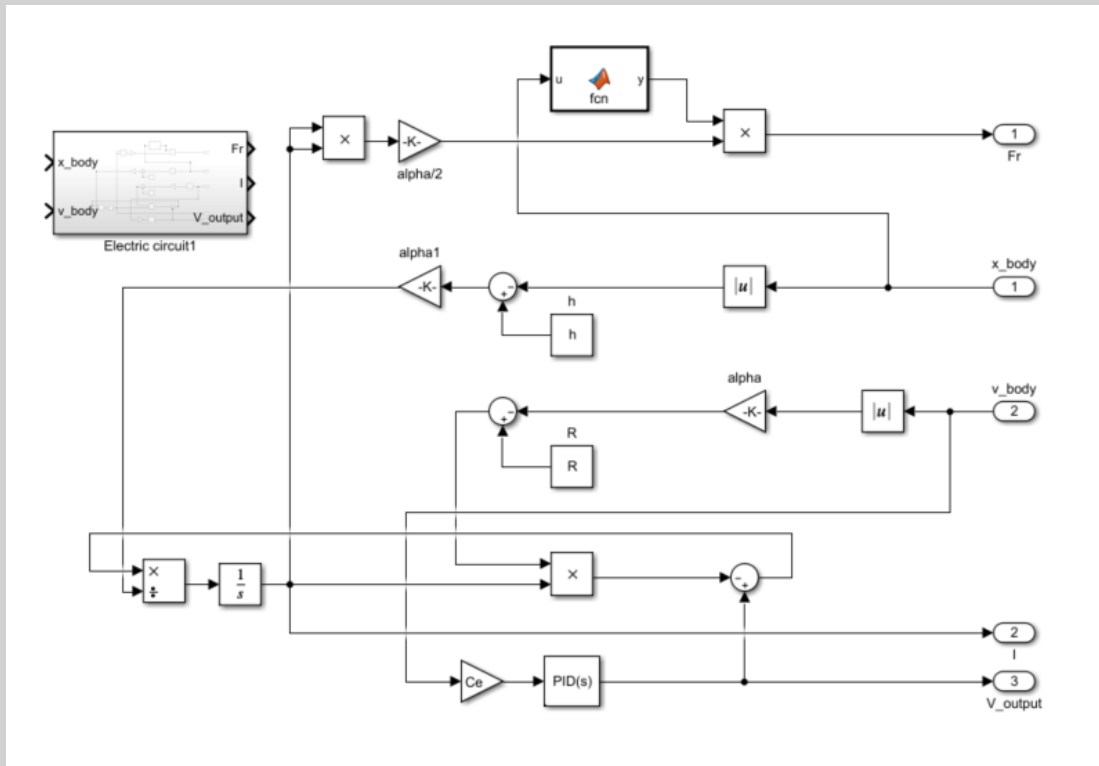 u
y
fcn
×
-K-
alpha/2
×
1
Fr
x_body
v_body
Fr
I
V_output
Electric circuit1
alpha1
-K-
+
−
h
h
|u|
x_body
1
alpha
-K-
|u|
v_body
2
+
−
R
R
×
÷
1
s
×
−
+
2
I
Ce
PID(s)
3
V_output